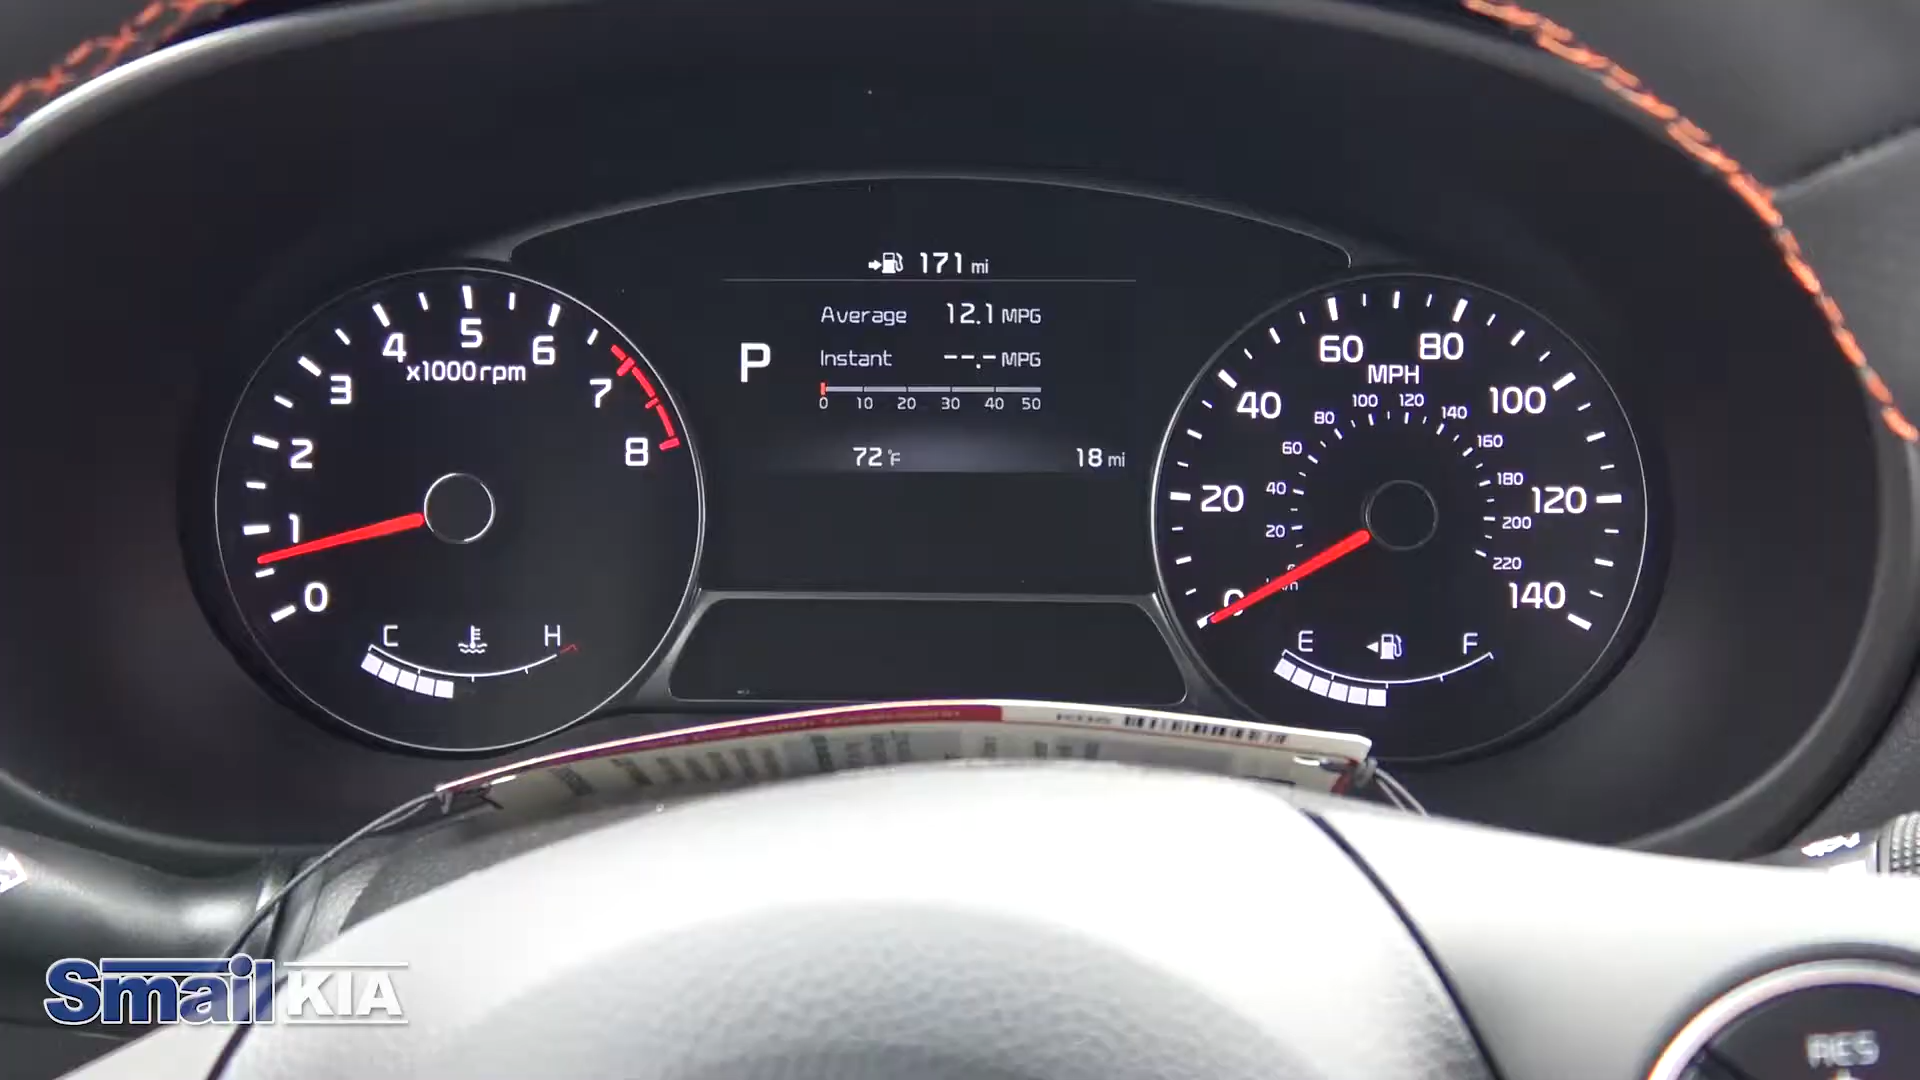 171 mi
Average 12.1 MPG
P
Instant --.- MPG
0 10 20 30 40 50
72°F
18 mi
0 1 2 3 4 5 6 7 8
x1000rpm
C H
0 20 40 60 80 100 120 140
MPH
20 40 60 80 100 120 140 160 180 200 220
E F
Smail KIA
RES